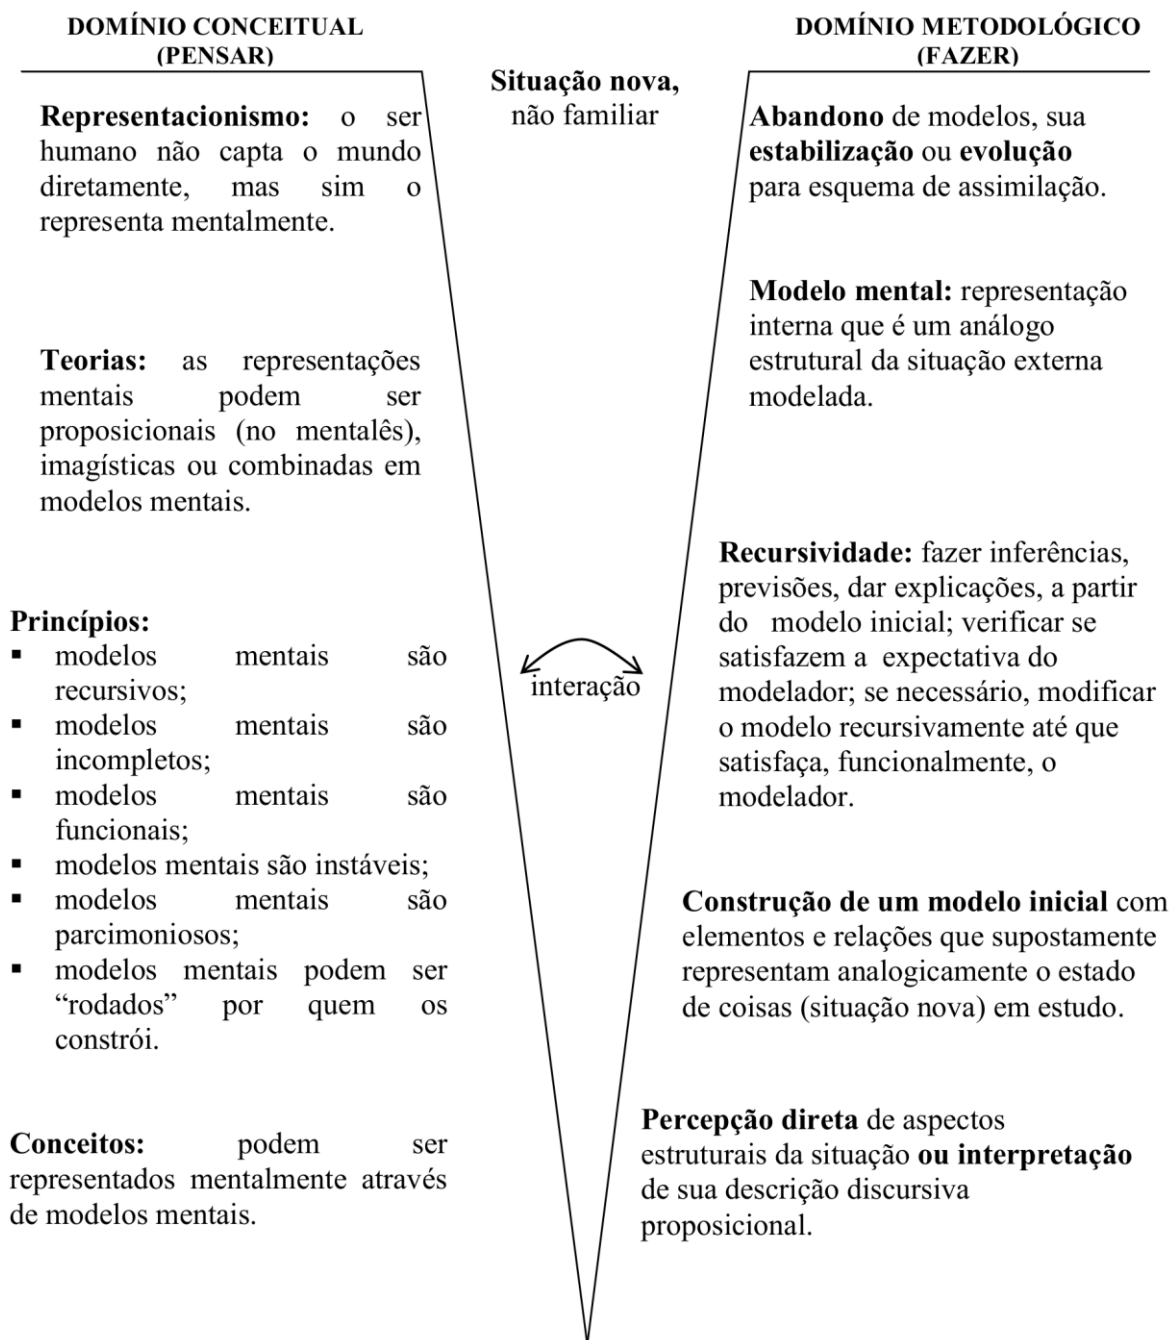 DOMÍNIO CONCEITUAL
(PENSAR)
Representacionismo: o ser
humano não capta o mundo
diretamente, mas sim o
representa mentalmente.
Teorias: as representações
mentais podem ser
proposicionais (no mentalês),
imagísticas ou combinadas em
modelos mentais.
Princípios:
▪ modelos mentais são
recursivos;
▪ modelos mentais são
incompletos;
▪ modelos mentais são
funcionais;
▪ modelos mentais são instáveis;
▪ modelos mentais são
parcimoniosos;
▪ modelos mentais podem ser
“rodados” por quem os
constrói.
Conceitos: podem ser
representados mentalmente através
de modelos mentais.
Situação nova,
não familiar
interação
DOMÍNIO METODOLÓGICO
(FAZER)
Abandono de modelos, sua
estabilização ou evolução
para esquema de assimilação.
Modelo mental: representação
interna que é um análogo
estrutural da situação externa
modelada.
Recursividade: fazer inferências,
previsões, dar explicações, a partir
do modelo inicial; verificar se
satisfazem a expectativa do
modelador; se necessário, modificar
o modelo recursivamente até que
satisfaça, funcionalmente, o
modelador.
Construção de um modelo inicial com
elementos e relações que supostamente
representam analogicamente o estado
de coisas (situação nova) em estudo.
Percepção direta de aspectos
estruturais da situação ou interpretação
de sua descrição discursiva
proposicional.